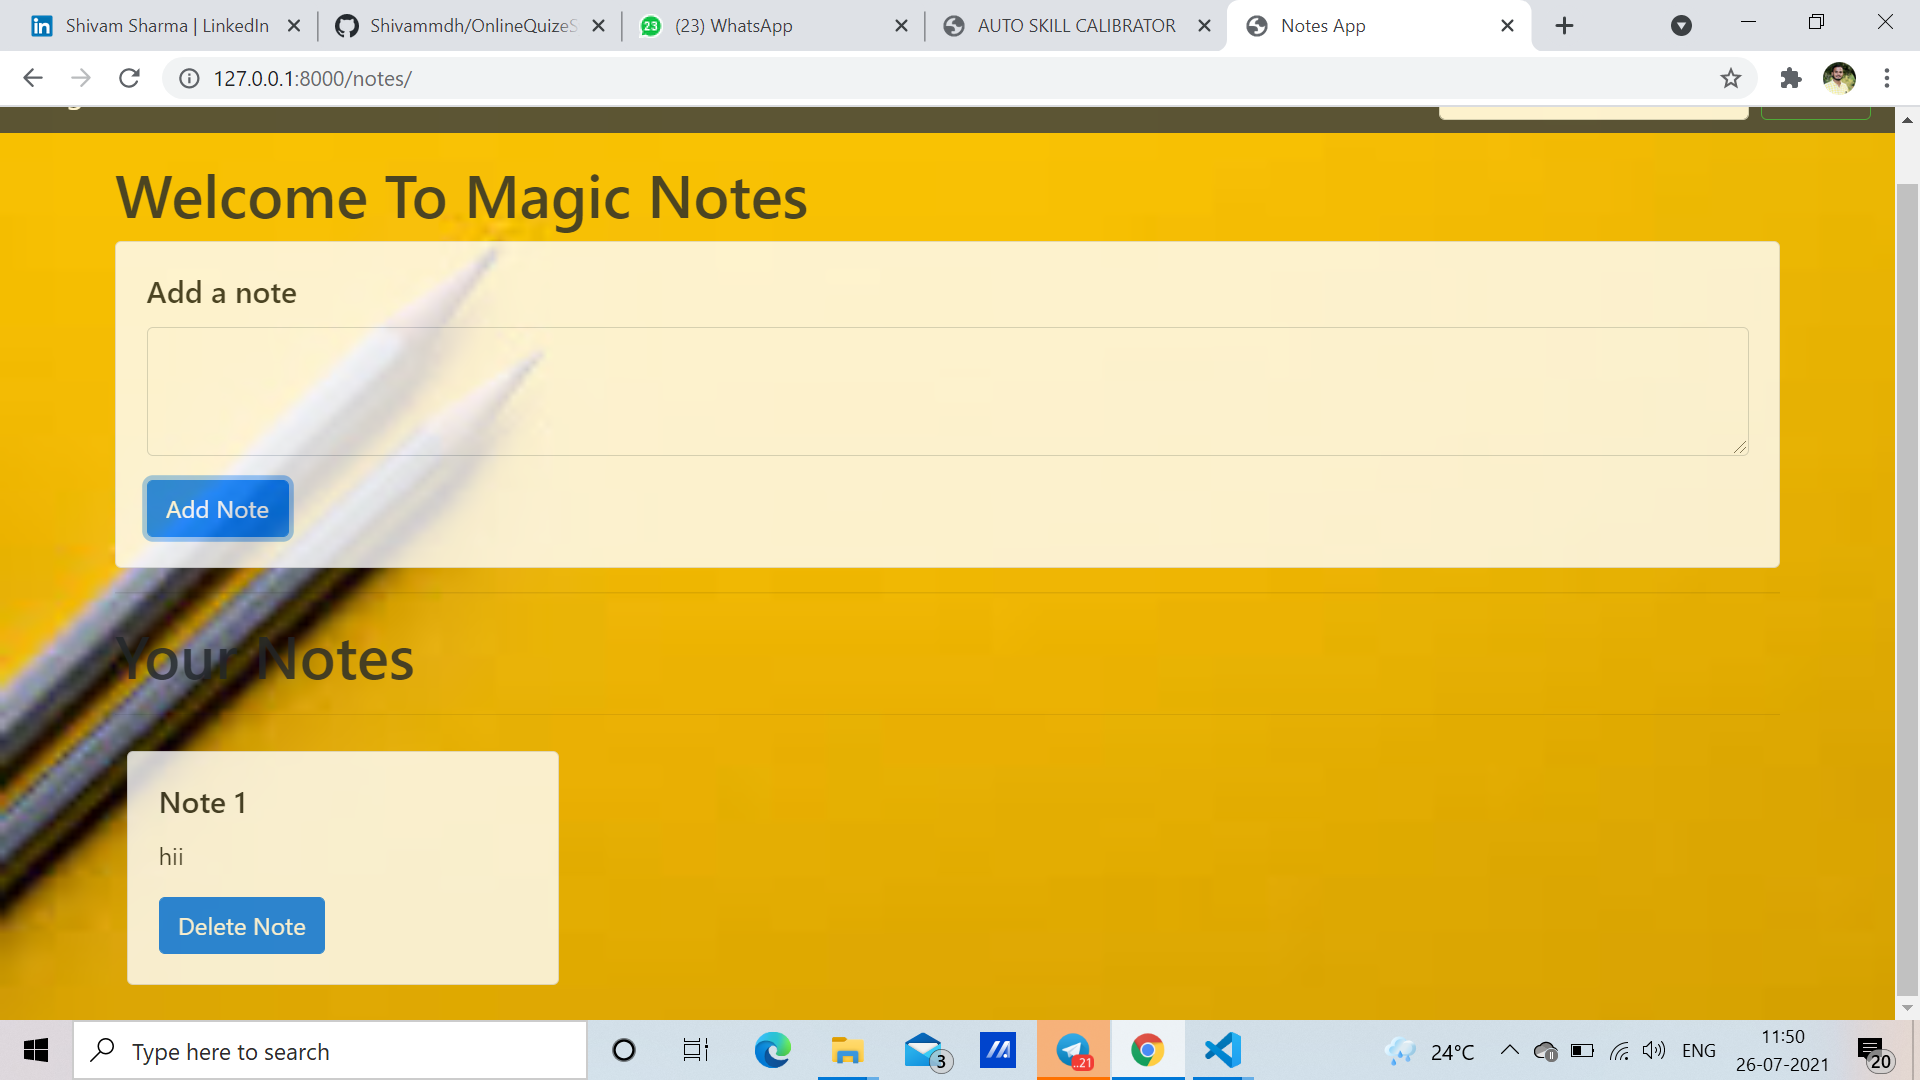 Shivam Sharma | LinkedIn
Shivammdh/OnlineQuizeS
(23) WhatsApp
AUTO SKILL CALIBRATOR
Notes App
127.0.0.1:8000/notes/
Welcome To Magic Notes
Add a note
Add Note
Your Notes
Note 1
hii
Delete Note
Type here to search
3
..21
24°C
ENG
11:50
26-07-2021
20